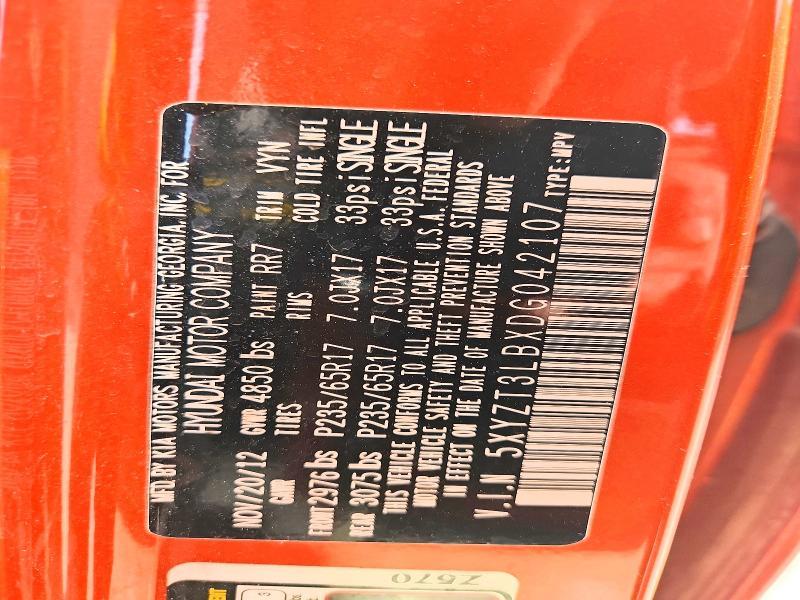 MFD BY KIA MOTORS MANUFACTURING GEORGIA, INC. FOR
HYUNDAI MOTOR COMPANY
NOV/20/12 GVWR 4850 lbs PAINT RR7 TRIM VYN
GAWR TIRES RIMS COLD TIRE INFL
FRONT 2976 lbs P235/65R17 7.0JX17 33psi SINGLE
REAR 3075 lbs P235/65R17 7.0JX17 33psi SINGLE
THIS VEHICLE CONFORMS TO ALL APPLICABLE U.S.A. FEDERAL
MOTOR VEHICLE SAFETY AND THEFT PREVENTION STANDARDS
IN EFFECT ON THE DATE OF MANUFACTURE SHOWN ABOVE
V.I.N 5XYZT3LBXDG042107
TYPE:MPV
Z570